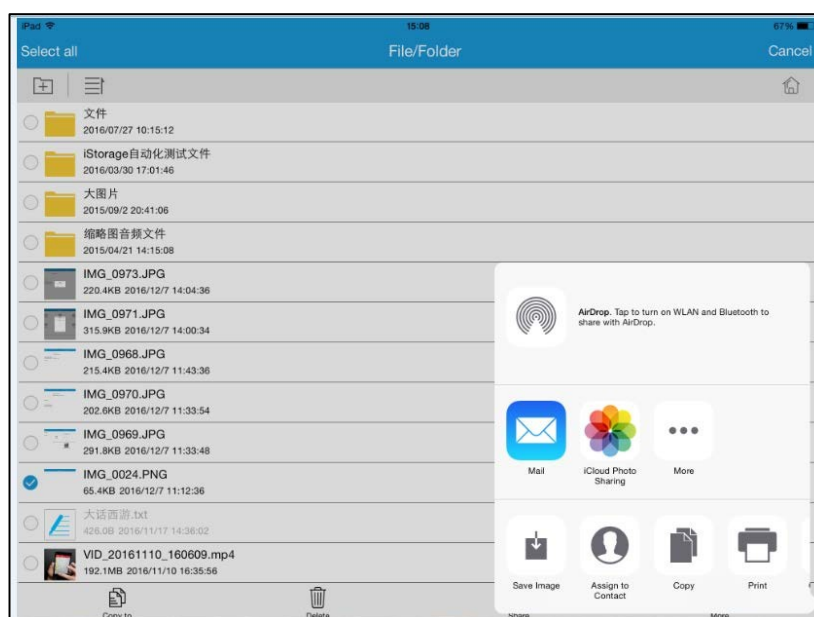 iPad 15:08 67%
Select all File/Folder Cancel
文件
2016/07/27 10:15:12
iStorage自动化测试文件
2016/03/30 17:01:46
大图片
2015/09/2 20:41:06
缩略图音频文件
2015/04/21 14:15:08
IMG_0973.JPG
220.4KB 2016/12/7 14:04:36
IMG_0971.JPG
315.9KB 2016/12/7 14:00:34
IMG_0968.JPG
215.4KB 2016/12/7 11:43:36
IMG_0970.JPG
202.6KB 2016/12/7 11:33:54
IMG_0969.JPG
291.8KB 2016/12/7 11:33:48
IMG_0024.PNG
65.4KB 2016/12/7 11:12:36
大话西游.txt
426.0B 2016/11/17 14:36:02
VID_20161110_160609.mp4
192.1MB 2016/11/10 16:35:56
AirDrop. Tap to turn on WLAN and Bluetooth to
share with AirDrop.
Mail iCloud Photo More
Sharing
Save Image Assign to Copy Print
Contact
Copy to Delete Share More